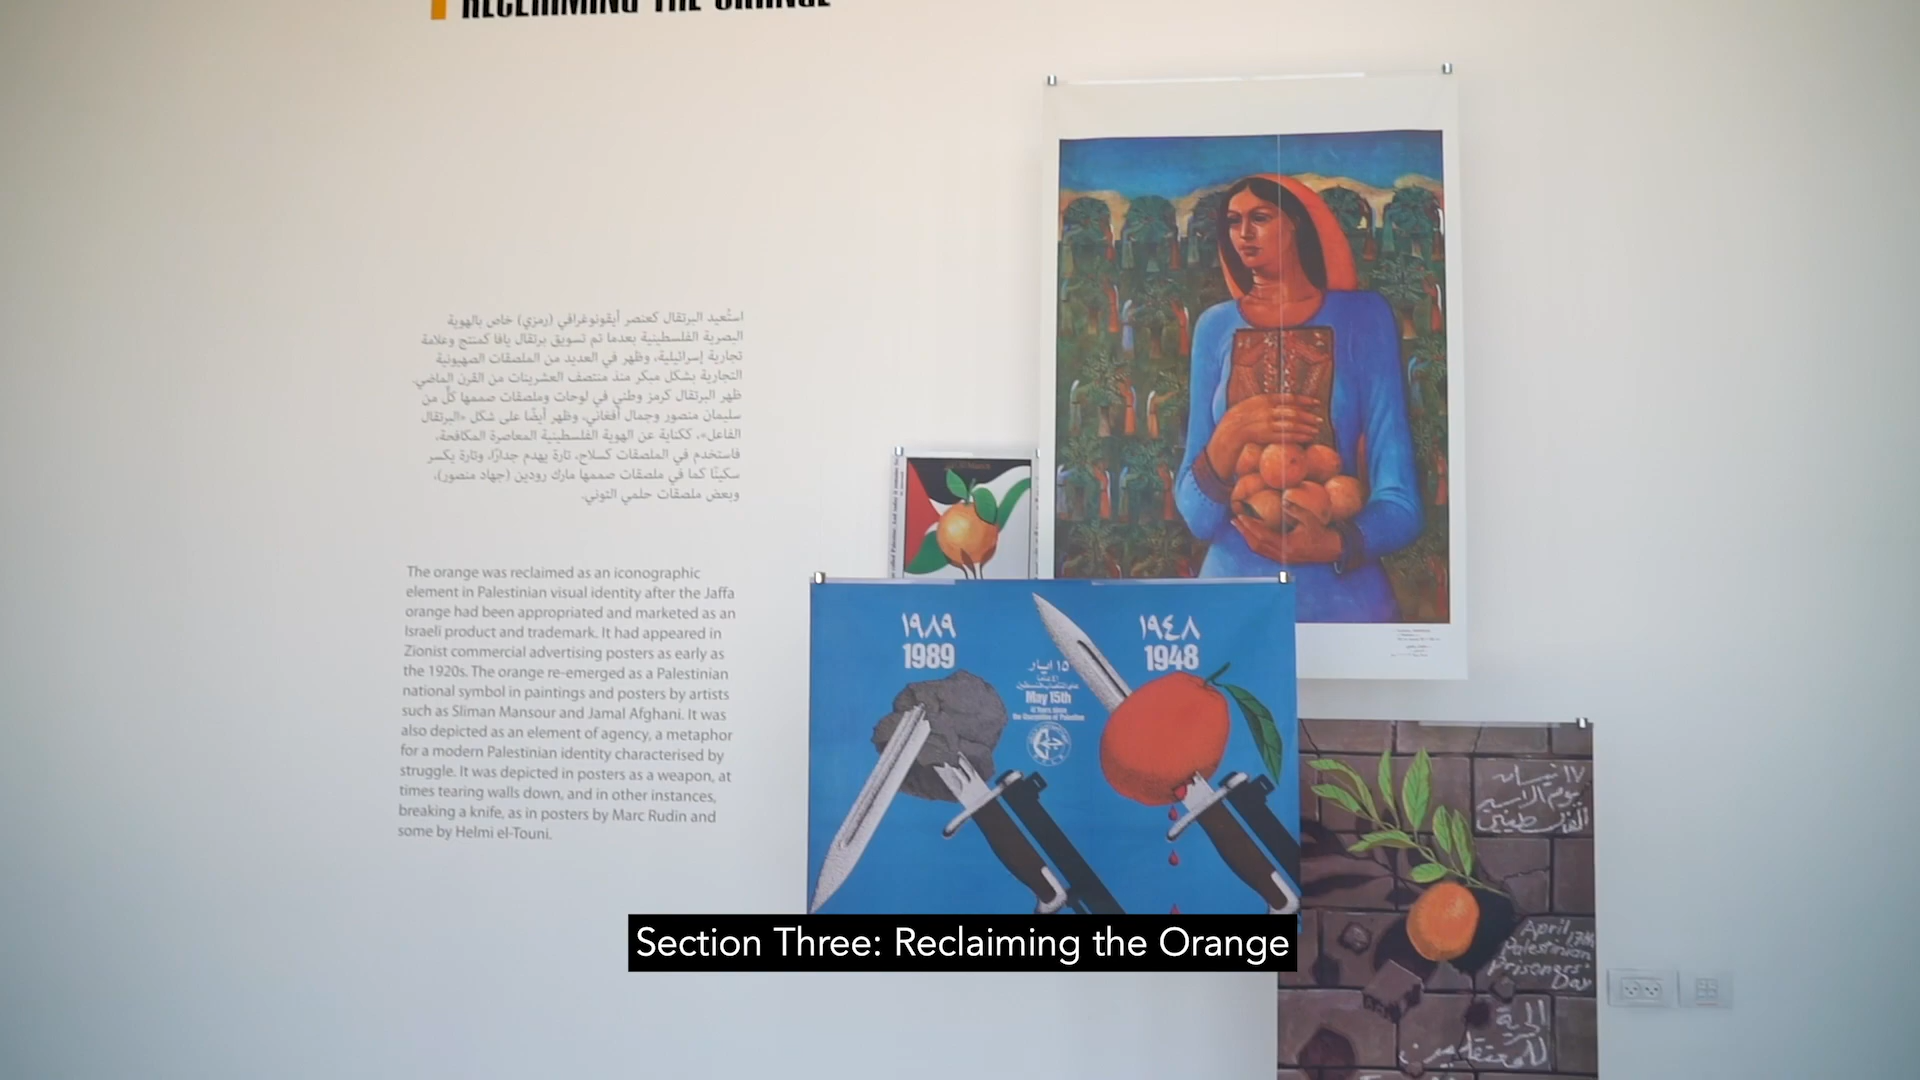 RECLAIMING THE ORANGE
استُعيد البرتقال كعنصر أيقونوغرافي (رمزي) خاص بالهوية
البصرية الفلسطينية بعدما تم تسويق برتقال يافا كمنتج وعلامة
تجارية إسرائيلية، وظهر في العديد من الملصقات الصهيونية
التجارية بشكل مبكر منذ منتصف العشرينات من القرن الماضي.
ظهر البرتقال كرمز وطني في لوحات وملصقات صممها كلٌّ من
سليمان منصور وجمال أفغاني، وظهر أيضًا على شكل «البرتقال
الفاعل»، ككناية عن الهوية الفلسطينية المعاصرة المكافحة،
فاستخدم في الملصقات كسلاح، تارة يهدم جدارًا، وتارة يكسر
سكينًا كما في ملصقات صممها مارك رودين (جهاد منصور)،
وبعض ملصقات حلمي التوني.
The orange was reclaimed as an iconographic
element in Palestinian visual identity after the Jaffa
orange had been appropriated and marketed as an
Israeli product and trademark. It had appeared in
Zionist commercial advertising posters as early as
the 1920s. The orange re-emerged as a Palestinian
national symbol in paintings and posters by artists
such as Sliman Mansour and Jamal Afghani. It was
also depicted as an element of agency, a metaphor
for a modern Palestinian identity characterised by
struggle. It was depicted in posters as a weapon, at
times tearing walls down, and in other instances,
breaking a knife, as in posters by Marc Rudin and
some by Helmi el-Touni.
١٩٨٩
1989
١٩٤٨
1948
١٥ ايار
May 15th
the Occupation of Palestine
١٧ نيسان
يوم الاسير
الفلسطيني
April 17th
Palestinian
Prisoners'
Day
الحرية
للمعتقلين
Section Three: Reclaiming the Orange